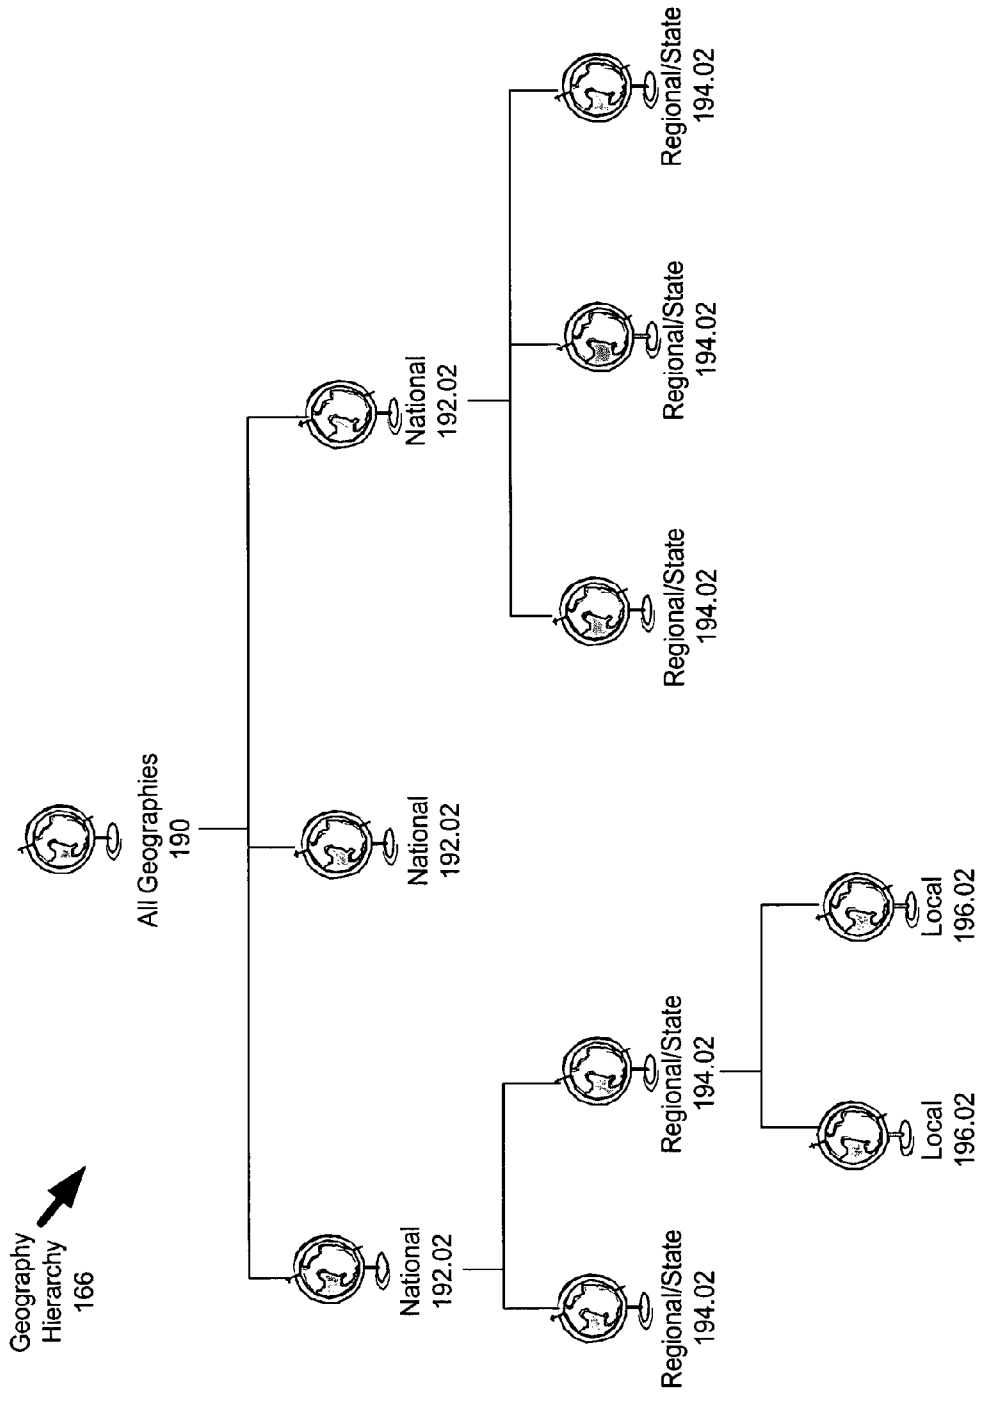 Geography
Hierarchy
166
All Geographies
190
National
192.02
National
192.02
National
192.02
Regional/State
194.02
Regional/State
194.02
Regional/State
194.02
Regional/State
194.02
Regional/State
194.02
Local
196.02
Local
196.02